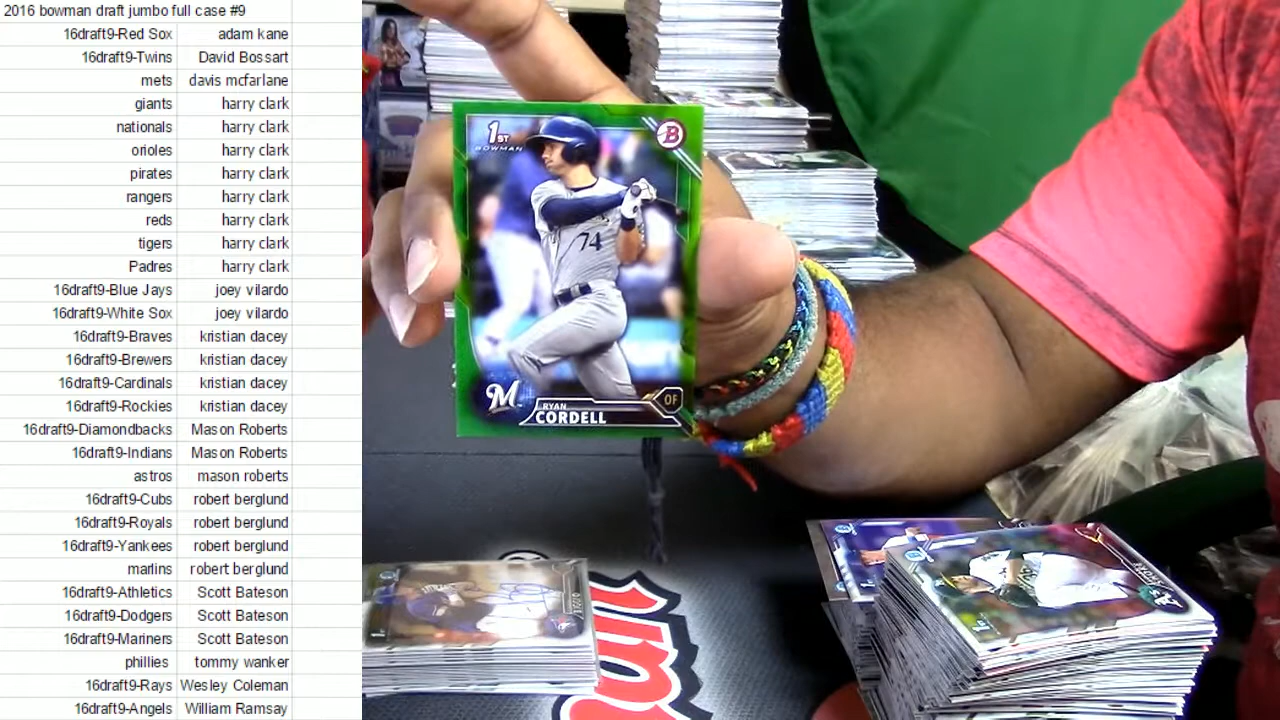 2016 bowman draft jumbo full case #9
16draft9-Red Sox adam kane
16draft9-Twins David Bossart
mets davis mcfarlane
giants harry clark
nationals harry clark
orioles harry clark
pirates harry clark
rangers harry clark
reds harry clark
tigers harry clark
Padres harry clark
16draft9-Blue Jays joey vilardo
16draft9-White Sox joey vilardo
16draft9-Braves kristian dacey
16draft9-Brewers kristian dacey
16draft9-Cardinals kristian dacey
16draft9-Rockies kristian dacey
16draft9-Diamondbacks Mason Roberts
16draft9-Indians Mason Roberts
astros mason roberts
16draft9-Cubs robert berglund
16draft9-Royals robert berglund
16draft9-Yankees robert berglund
marlins robert berglund
16draft9-Athletics Scott Bateson
16draft9-Dodgers Scott Bateson
16draft9-Mariners Scott Bateson
phillies tommy wanker
16draft9-Rays Wesley Coleman
16draft9-Angels William Ramsay
1ST
BOWMAN
B
74
M
RYAN
CORDELL
OF